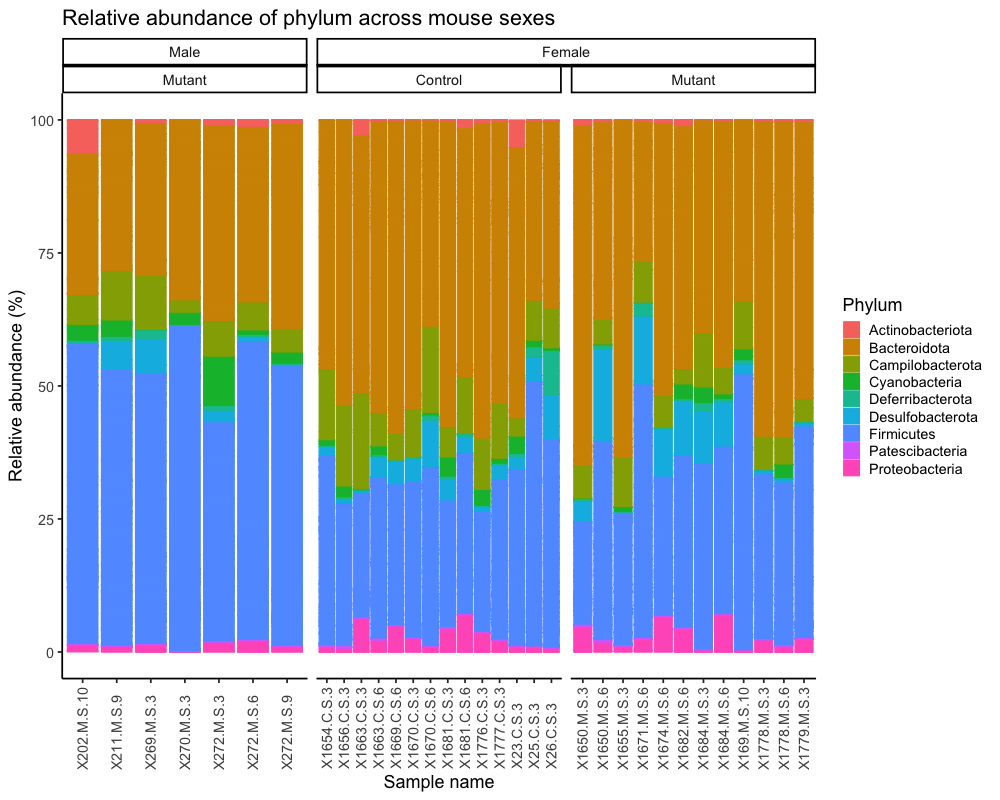 Relative abundance of phylum across mouse sexes
Male
Female
Mutant
Control
Mutant
Relative abundance (%)
100
75
50
25
0
X202.M.S.10
X211.M.S.9
X269.M.S.3
X270.M.S.3
X272.M.S.3
X272.M.S.6
X272.M.S.9
X1654.C.S.3
X1656.C.S.3
X1663.C.S.3
X1663.C.S.6
X1669.C.S.6
X1670.C.S.3
X1670.C.S.6
X1681.C.S.3
X1681.C.S.6
X1776.C.S.3
X1777.C.S.3
X23.C.S.3
X25.C.S.3
X26.C.S.3
X1650.M.S.3
X1650.M.S.6
X1655.M.S.3
X1671.M.S.6
X1674.M.S.6
X1682.M.S.6
X1684.M.S.3
X1684.M.S.6
X169.M.S.10
X1778.M.S.3
X1778.M.S.6
X1779.M.S.3
Sample name
Phylum
Actinobacteriota
Bacteroidota
Campilobacterota
Cyanobacteria
Deferribacterota
Desulfobacterota
Firmicutes
Patescibacteria
Proteobacteria